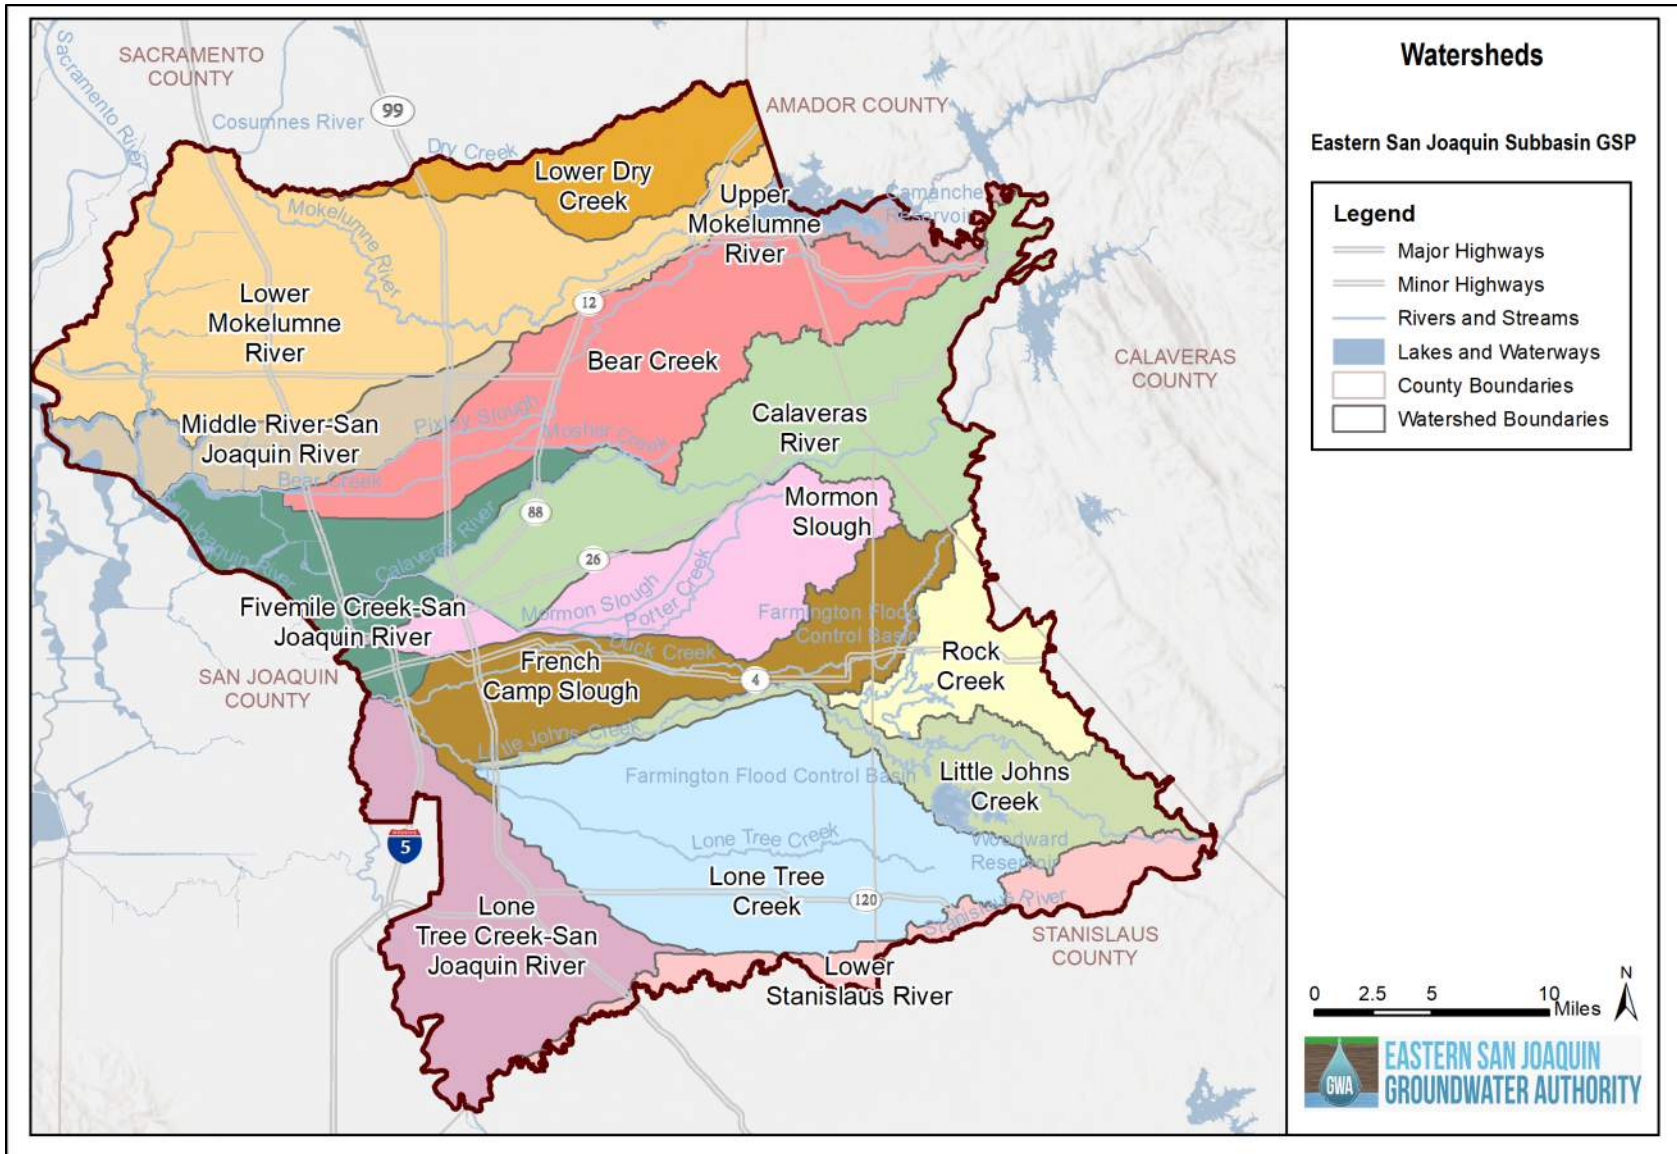 SACRAMENTO
COUNTY
Sacramento River
Cosumnes River
99
Dry Creek
AMADOR COUNTY
Lower Dry
Creek
Upper
Mokelumne
River
Camanche
Reservoir
Mokelumne River
Lower
Mokelumne
River
12
Bear Creek
CALAVERAS
COUNTY
Calaveras
River
Middle River-San
Joaquin River
Pixley Slough
Mosher Creek
Bear Creek
San Joaquin River
Calaveras River
88
Mormon
Slough
26
Fivemile Creek-San
Joaquin River
Mormon Slough
Potter Creek
Farmington Flood
Control Basin
Duck Creek
French
Camp Slough
4
Rock
Creek
SAN JOAQUIN
COUNTY
Little Johns Creek
Farmington Flood Control Basin
Little Johns
Creek
5
Lone Tree Creek
Woodward
Reservoir
Lone Tree
Creek
120
Stanislaus River
Lone
Tree Creek-San
Joaquin River
STANISLAUS
COUNTY
Lower
Stanislaus River
Watersheds
Eastern San Joaquin Subbasin GSP
Legend
Major Highways
Minor Highways
Rivers and Streams
Lakes and Waterways
County Boundaries
Watershed Boundaries
N
0 2.5 5 10
Miles
GWA
EASTERN SAN JOAQUIN
GROUNDWATER AUTHORITY